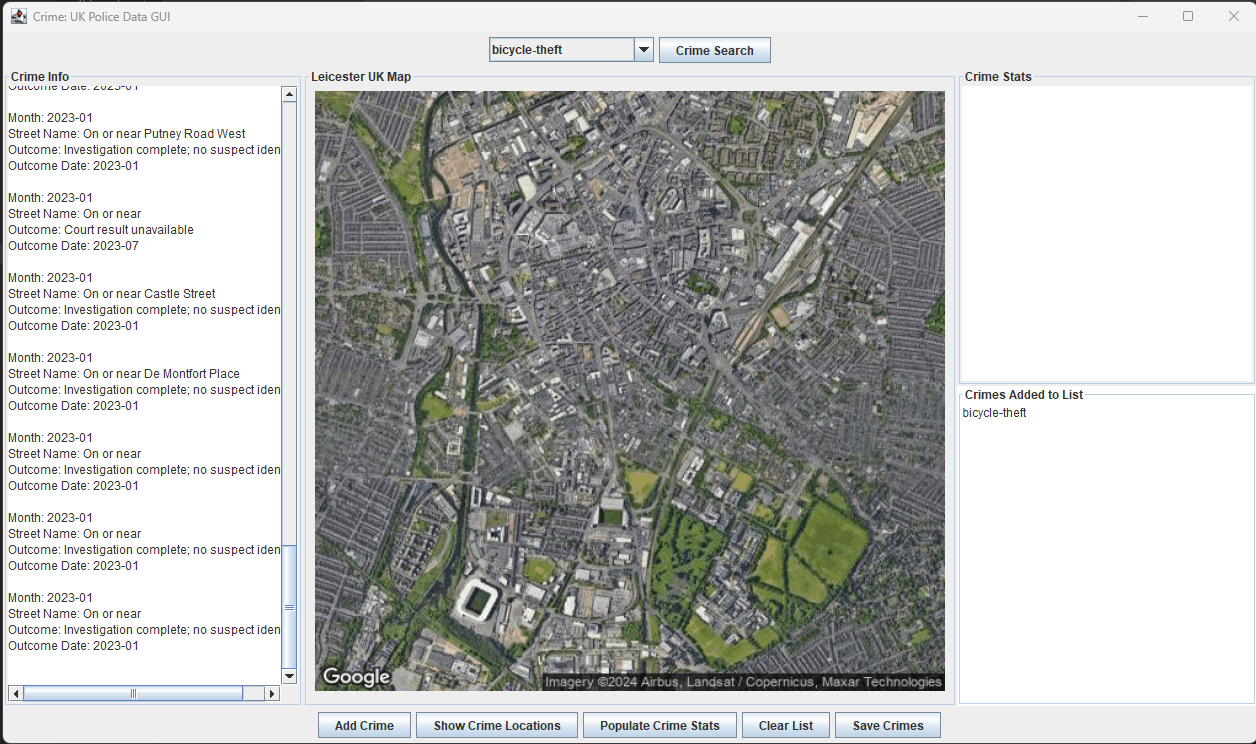 Crime: UK Police Data GUI
bicycle-theft
Crime Search
Crime Info
Outcome Date: 2023-01
Month: 2023-01
Street Name: On or near Putney Road West
Outcome: Investigation complete; no suspect iden
Outcome Date: 2023-01
Month: 2023-01
Street Name: On or near
Outcome: Court result unavailable
Outcome Date: 2023-07
Month: 2023-01
Street Name: On or near Castle Street
Outcome: Investigation complete; no suspect iden
Outcome Date: 2023-01
Month: 2023-01
Street Name: On or near De Montfort Place
Outcome: Investigation complete; no suspect iden
Outcome Date: 2023-01
Month: 2023-01
Street Name: On or near
Outcome: Investigation complete; no suspect iden
Outcome Date: 2023-01
Month: 2023-01
Street Name: On or near
Outcome: Investigation complete; no suspect iden
Outcome Date: 2023-01
Month: 2023-01
Street Name: On or near
Outcome: Investigation complete; no suspect iden
Outcome Date: 2023-01
Leicester UK Map
Google
Imagery ©2024 Airbus, Landsat / Copernicus, Maxar Technologies
Crime Stats
Crimes Added to List
bicycle-theft
Add Crime
Show Crime Locations
Populate Crime Stats
Clear List
Save Crimes